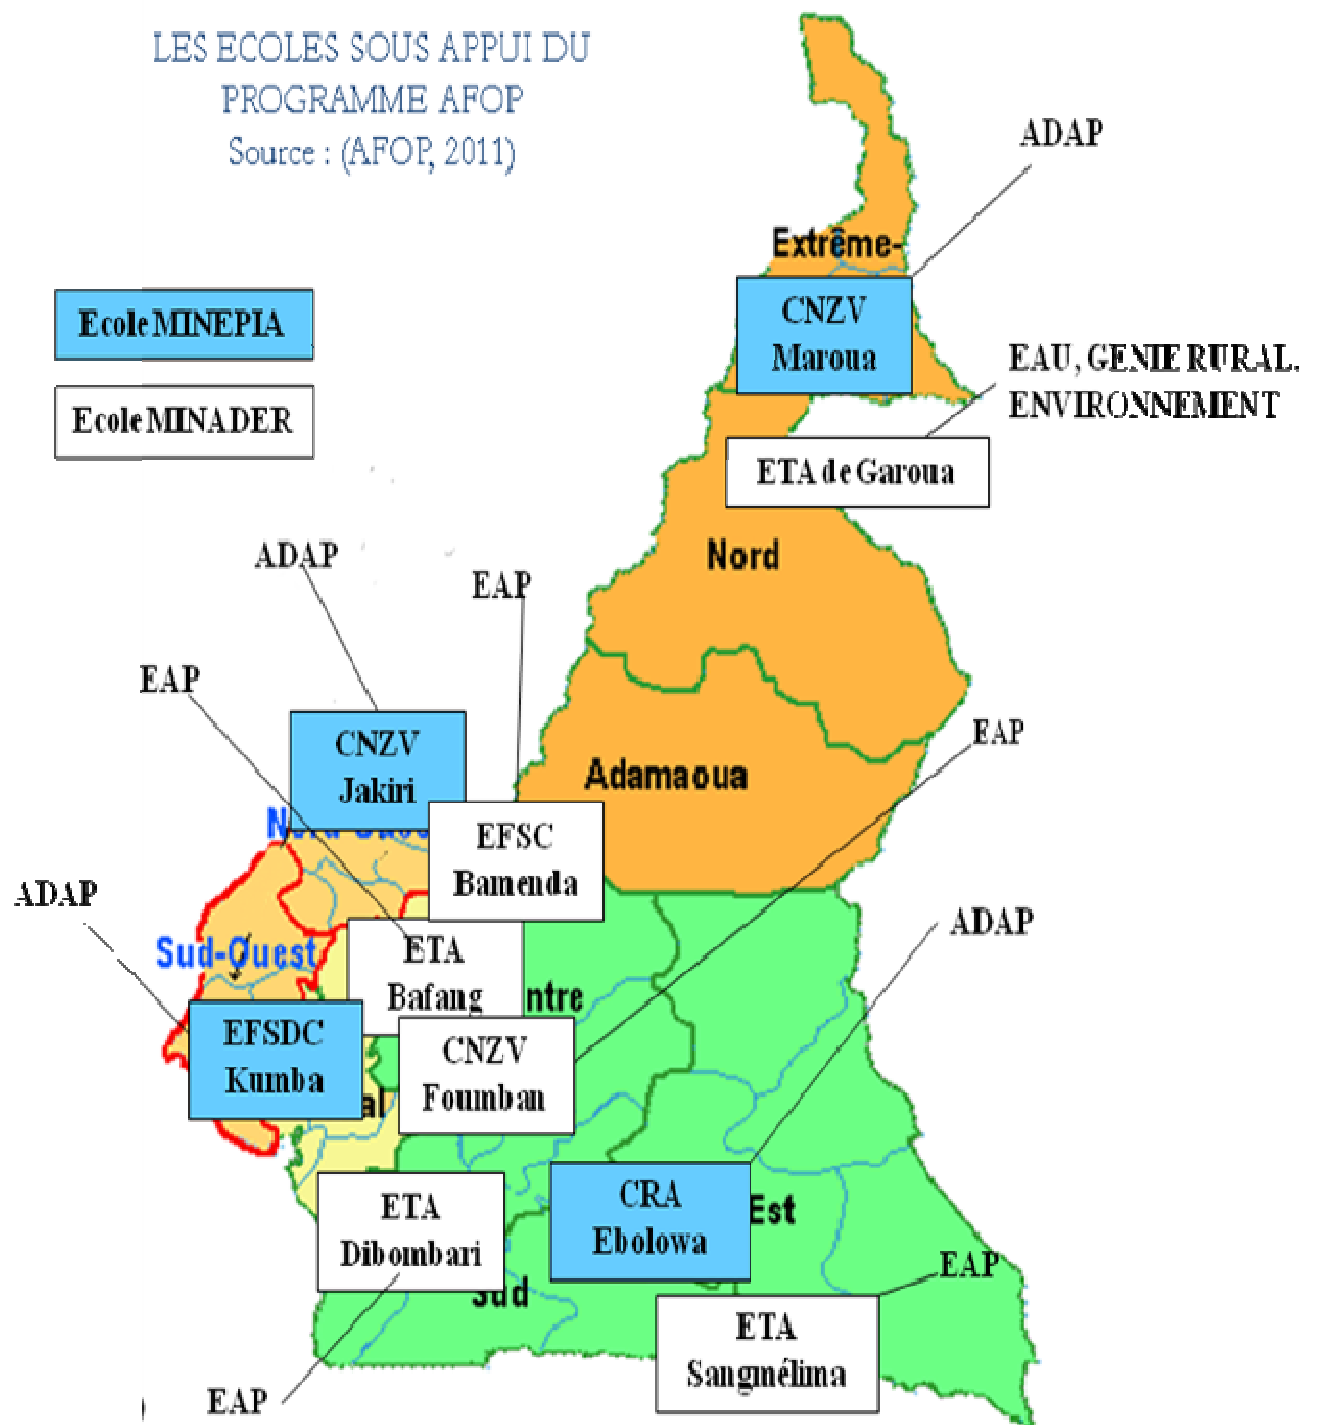 LES ECOLES SOUS APPUI DU
PROGRAMME AFOP
Source : (AFOP, 2011)
ADAP
Extrême-
Ecole MINEPIA
CNZV
Maroua
EAU, GENIE RURAL,
ENVIRONNEMENT
Ecole MINADER
ETA de Garoua
Nord
ADAP
EAP
EAP
EAP
CNZV
Jakiri
Adamaoua
EFSC
Bamenda
ADAP
ADAP
Sud-Ouest
ETA
Bafang
ntre
EFSDC
Kumba
CNZV
Foumban
al
CRA
Ebolowa
Est
ETA
Dibombari
EAP
Sud
ETA
Sangmélima
EAP